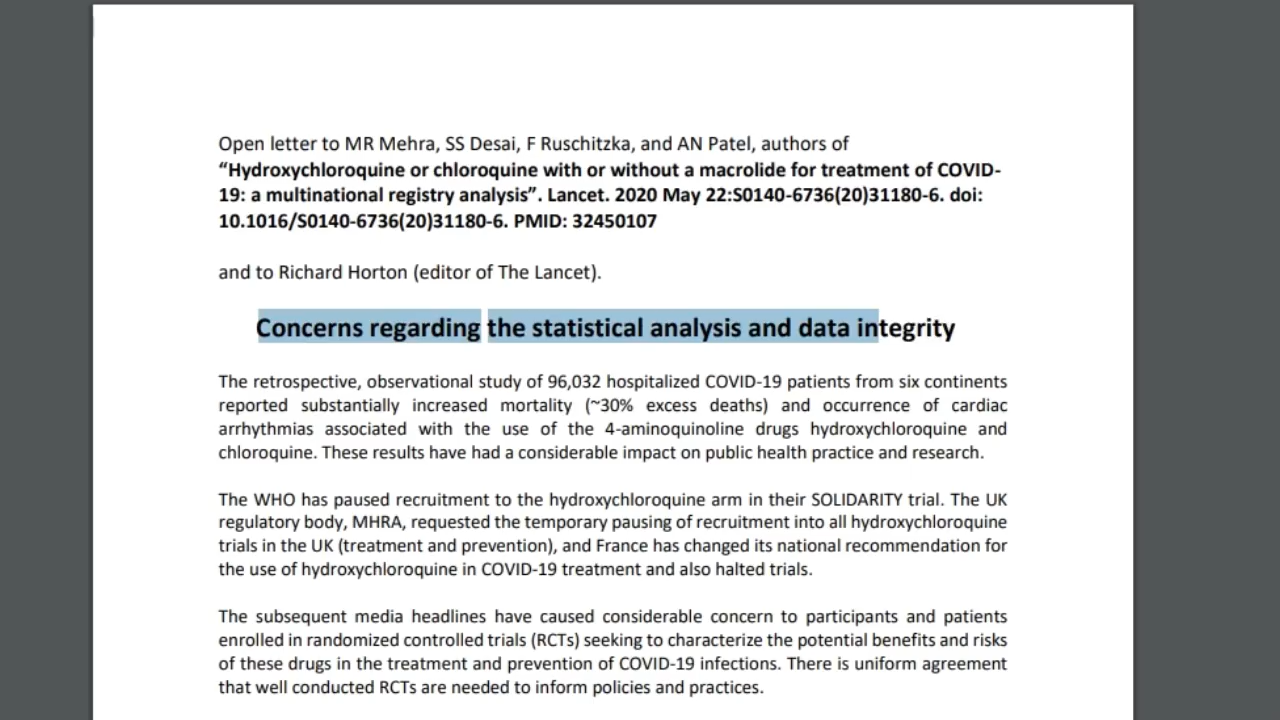 Open letter to MR Mehra, SS Desai, F Ruschitzka, and AN Patel, authors of
“Hydroxychloroquine or chloroquine with or without a macrolide for treatment of COVID-
19: a multinational registry analysis”. Lancet. 2020 May 22:S0140-6736(20)31180-6. doi:
10.1016/S0140-6736(20)31180-6. PMID: 32450107
and to Richard Horton (editor of The Lancet).
Concerns regarding the statistical analysis and data integrity
The retrospective, observational study of 96,032 hospitalized COVID-19 patients from six continents
reported substantially increased mortality (~30% excess deaths) and occurrence of cardiac
arrhythmias associated with the use of the 4-aminoquinoline drugs hydroxychloroquine and
chloroquine. These results have had a considerable impact on public health practice and research.
The WHO has paused recruitment to the hydroxychloroquine arm in their SOLIDARITY trial. The UK
regulatory body, MHRA, requested the temporary pausing of recruitment into all hydroxychloroquine
trials in the UK (treatment and prevention), and France has changed its national recommendation for
the use of hydroxychloroquine in COVID-19 treatment and also halted trials.
The subsequent media headlines have caused considerable concern to participants and patients
enrolled in randomized controlled trials (RCTs) seeking to characterize the potential benefits and risks
of these drugs in the treatment and prevention of COVID-19 infections. There is uniform agreement
that well conducted RCTs are needed to inform policies and practices.